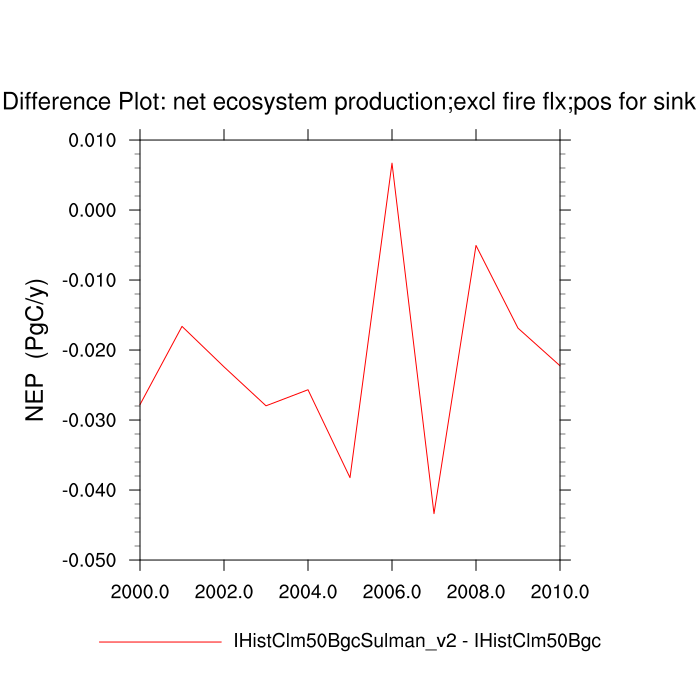 Difference Plot: net ecosystem production;excl fire flx;pos for sink
NEP (PgC/y)
0.010
0.000
-0.010
-0.020
-0.030
-0.040
-0.050
2000.0 2002.0 2004.0 2006.0 2008.0 2010.0
IHistClm50BgcSulman_v2 - IHistClm50Bgc